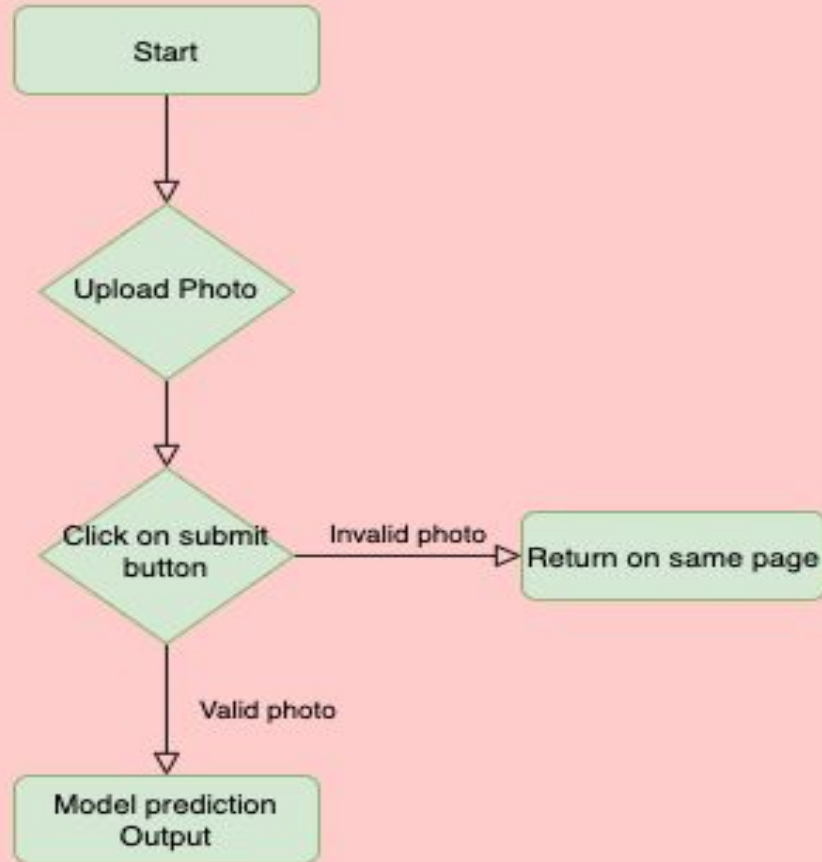 Start
Upload Photo
Click on submit
button
Invalid photo
Return on same page
Valid photo
Model prediction
Output